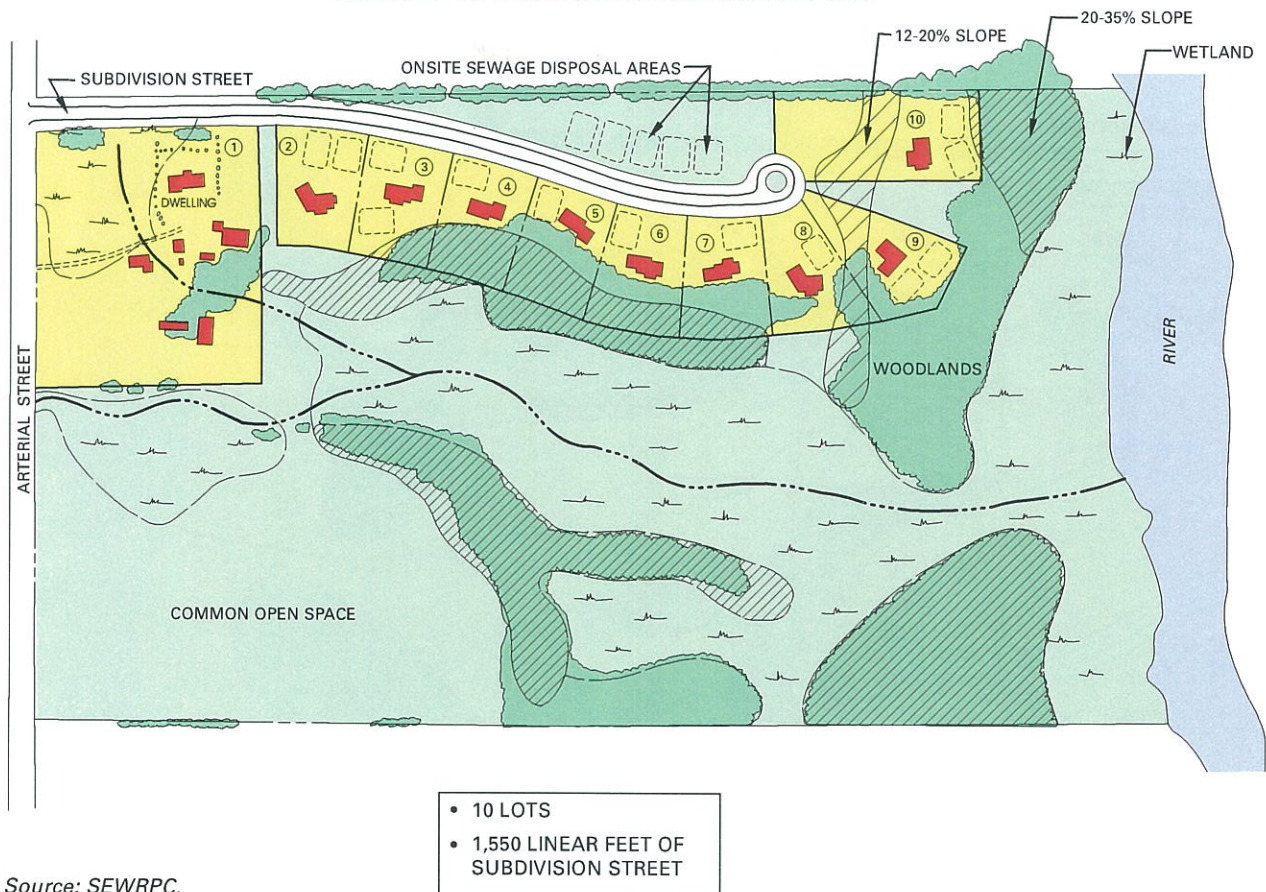 20-35% SLOPE
12-20% SLOPE
WETLAND
SUBDIVISION STREET
ONSITE SEWAGE DISPOSAL AREAS
1
2
3
4
5
6
7
8
9
10
DWELLING
ARTERIAL STREET
WOODLANDS
RIVER
COMMON OPEN SPACE
• 10 LOTS
• 1,550 LINEAR FEET OF
SUBDIVISION STREET
Source: SEWRPC.